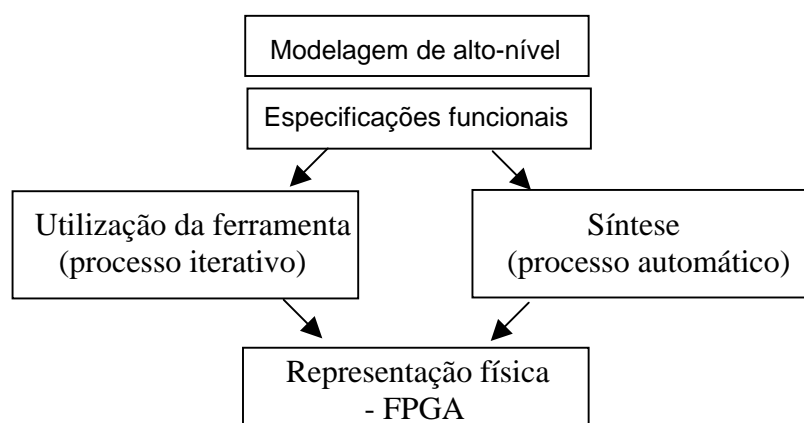 Modelagem de alto-nível
Especificações funcionais
Utilização da ferramenta
(processo iterativo)
Síntese
(processo automático)
Representação física
- FPGA